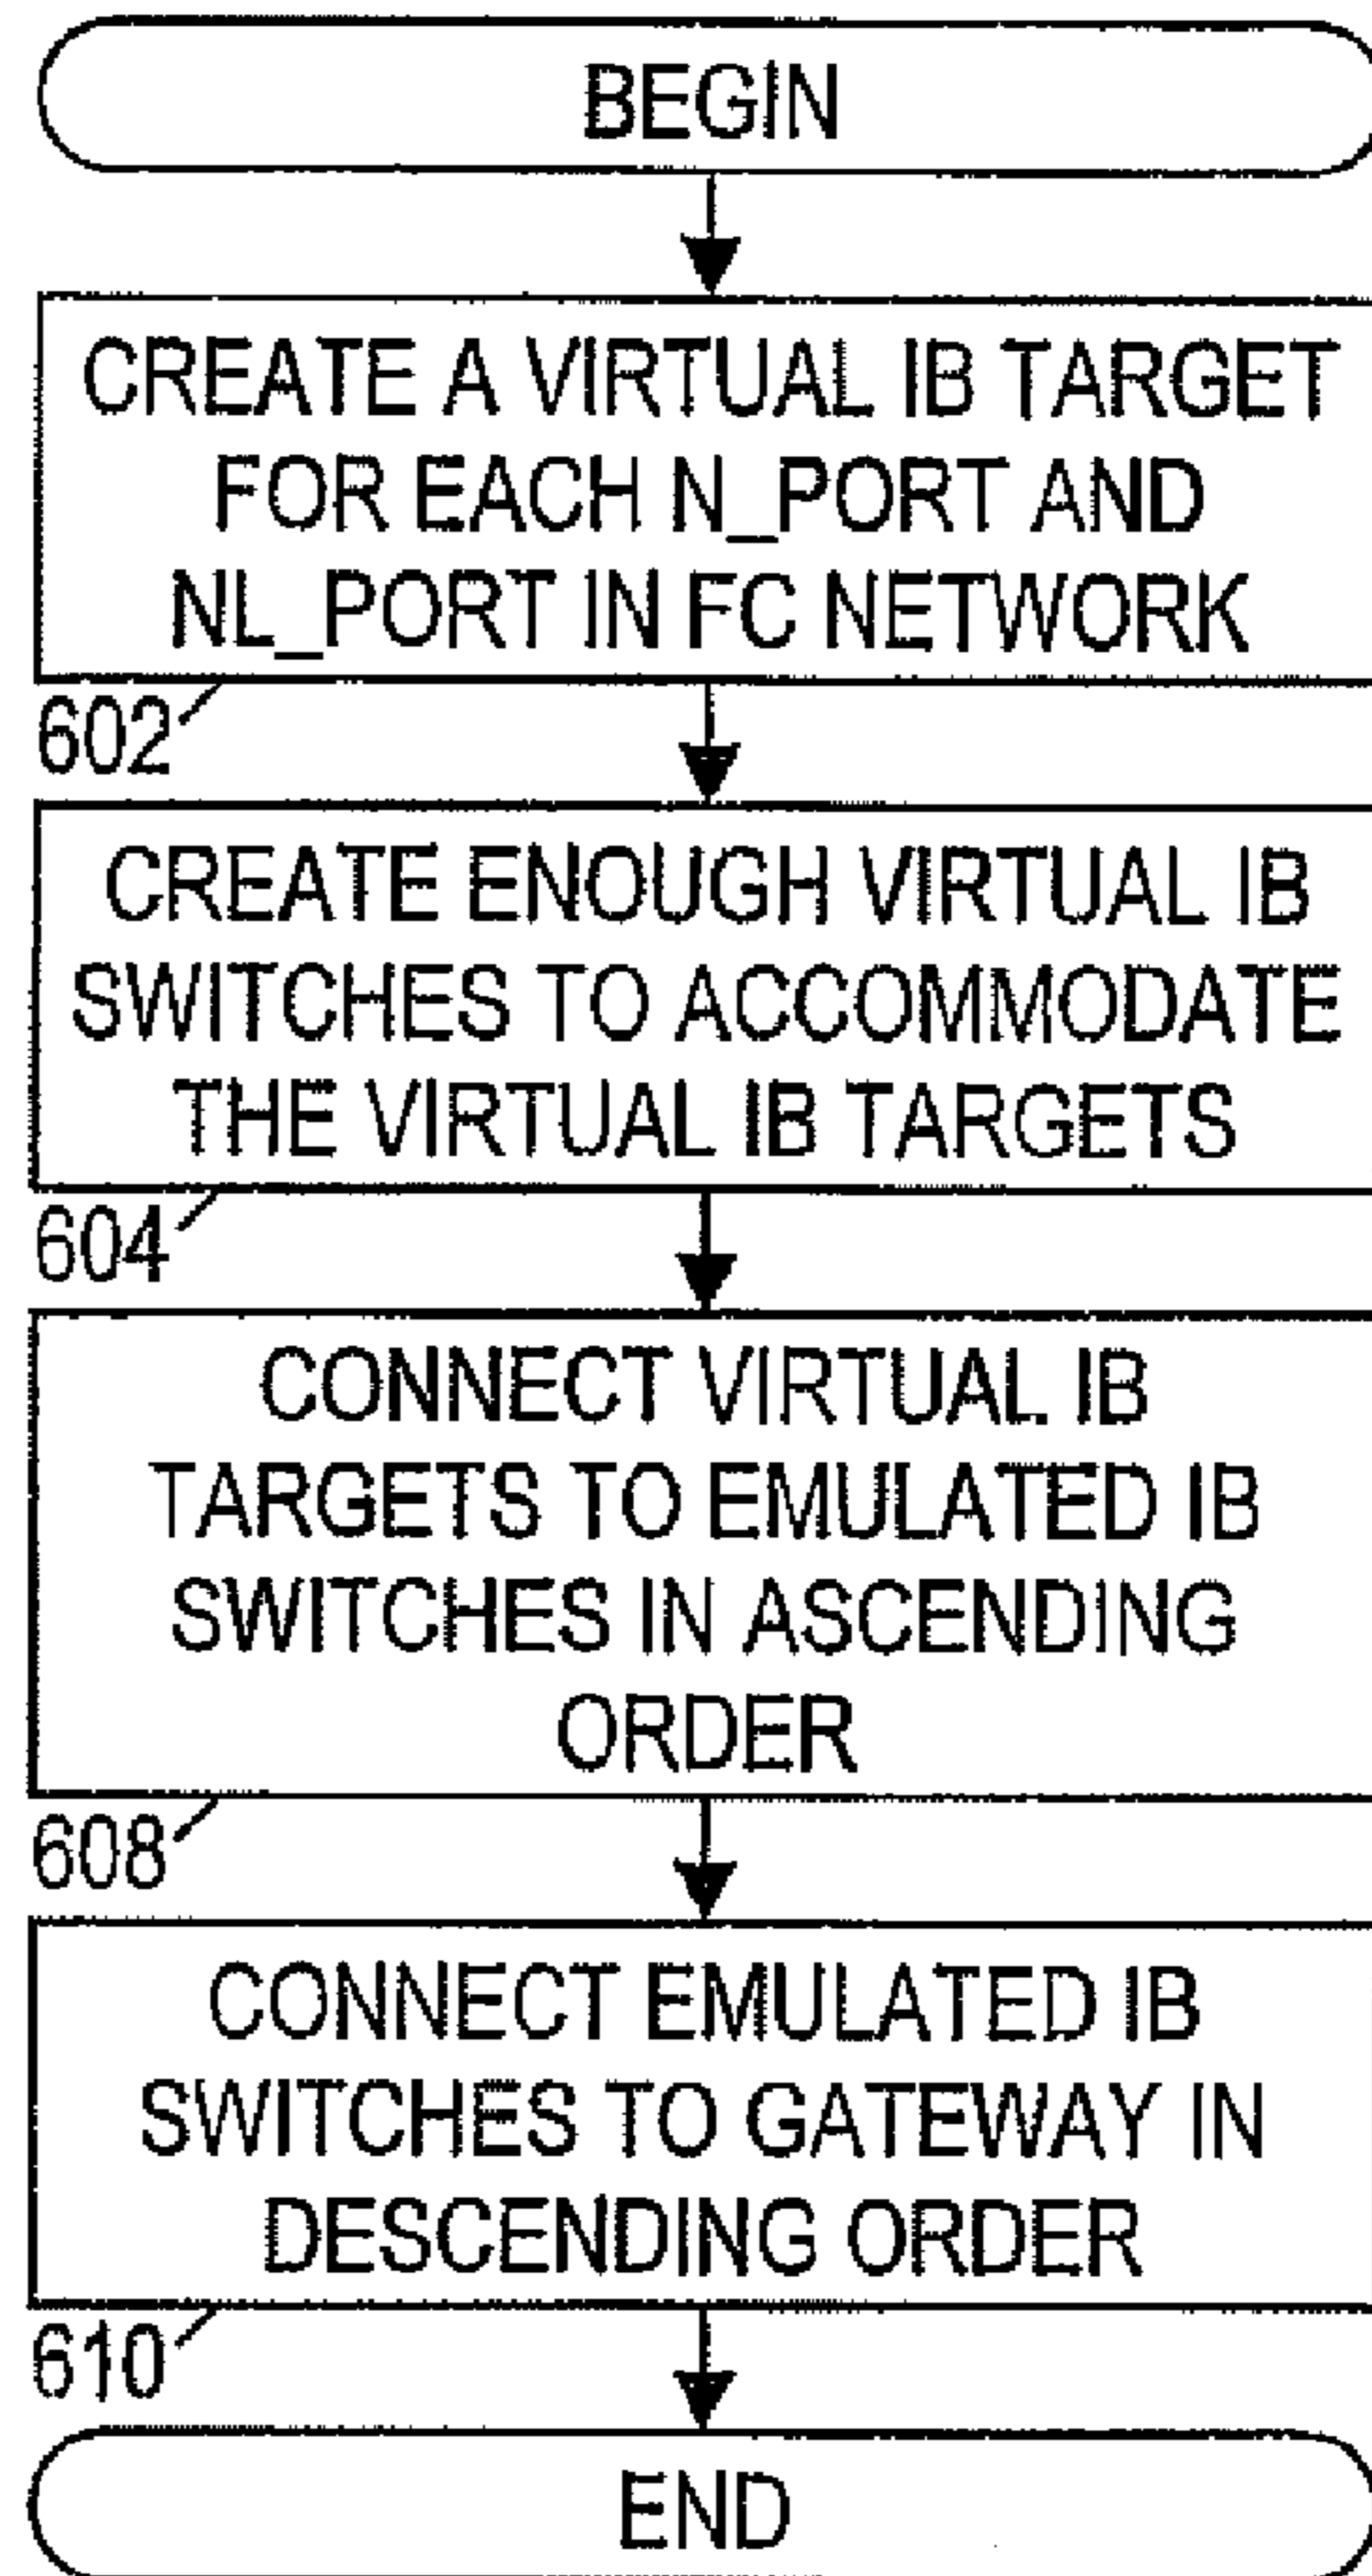 BEGIN
CREATE A VIRTUAL IB TARGET
FOR EACH N_PORT AND
NL_PORT IN FC NETWORK
602
CREATE ENOUGH VIRTUAL IB
SWITCHES TO ACCOMMODATE
THE VIRTUAL IB TARGETS
604
CONNECT VIRTUAL IB
TARGETS TO EMULATED IB
SWITCHES IN ASCENDING
ORDER
608
CONNECT EMULATED IB
SWITCHES TO GATEWAY IN
DESCENDING ORDER
610
END